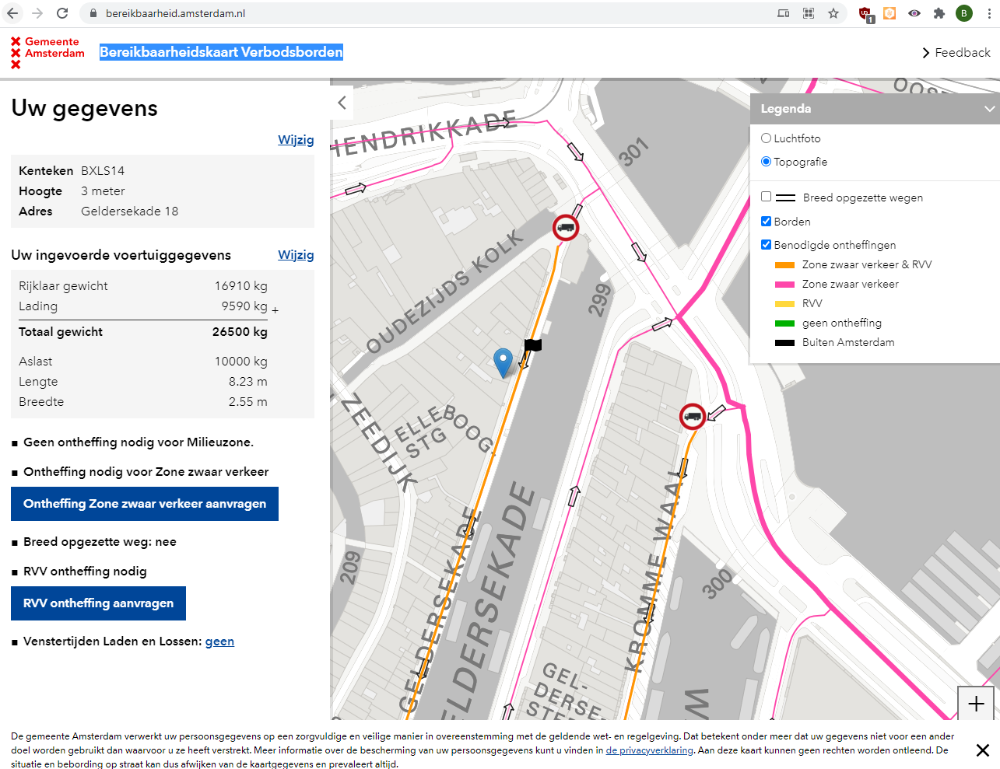 bereikbaarheid.amsterdam.nl
1
B
Gemeente
Amsterdam
Bereikbaarheidskaart Verbodsborden
Feedback
Uw gegevens
Wijzig
Kenteken BXLS14
Hoogte 3 meter
Adres Geldersekade 18
Uw ingevoerde voertuiggegevens Wijzig
Rijklaar gewicht 16910 kg
Lading 9590 kg +
Totaal gewicht 26500 kg
Aslast 10000 kg
Lengte 8.23 m
Breedte 2.55 m
Geen ontheffing nodig voor Milieuzone.
Ontheffing nodig voor Zone zwaar verkeer
Ontheffing Zone zwaar verkeer aanvragen
Breed opgezette weg: nee
RVV ontheffing nodig
RVV ontheffing aanvragen
Venstertijden Laden en Lossen: geen
HENDRIKKADE
301
OUDEZIJDS KOLK
299
ZEEDIJK
ELLEBOOG-
STG
GELDERSEKADE
GELDERSEKADE
KROMME WAAL
209
300
GEL-
DERSE
STE
W
Legenda
Luchtfoto
Topografie
Breed opgezette wegen
Borden
Benodigde ontheffingen
Zone zwaar verkeer & RVV
Zone zwaar verkeer
RVV
geen ontheffing
Buiten Amsterdam
+
De gemeente Amsterdam verwerkt uw persoonsgegevens op een zorgvuldige en veilige manier in overeenstemming met de geldende wet- en regelgeving. Dat betekent onder meer dat uw gegevens niet voor een ander
doel worden gebruikt dan waarvoor u ze heeft verstrekt. Meer informatie over de bescherming van uw persoonsgegevens kunt u vinden in de privacyverklaring. Aan deze kaart kunnen geen rechten worden ontleend. De
situatie en bebording op straat kan dus afwijken van de kaartgegevens en prevaleert altijd.